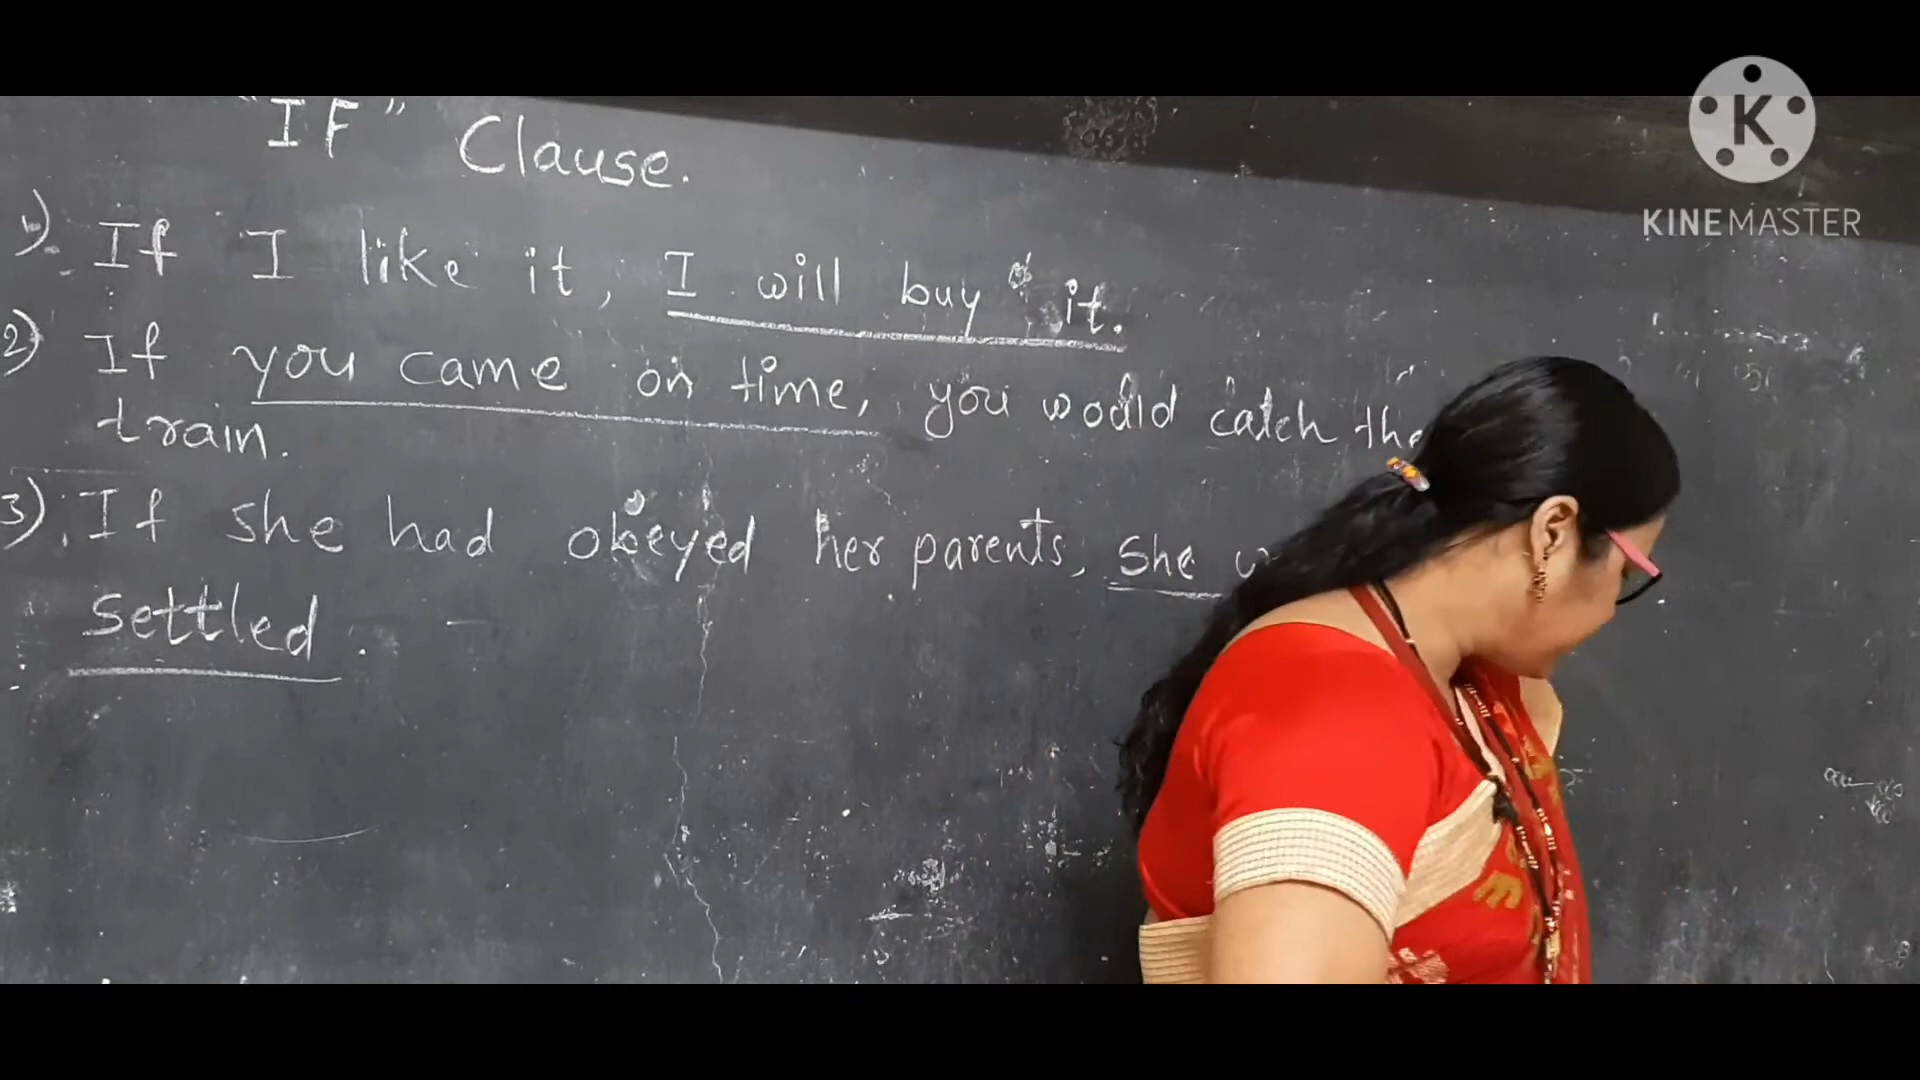 "IF" Clause.
1) If I like it, I will buy it.
2) If you came on time, you would catch the
train.
3) If she had obeyed her parents, she
settled.
K
KINEMASTER